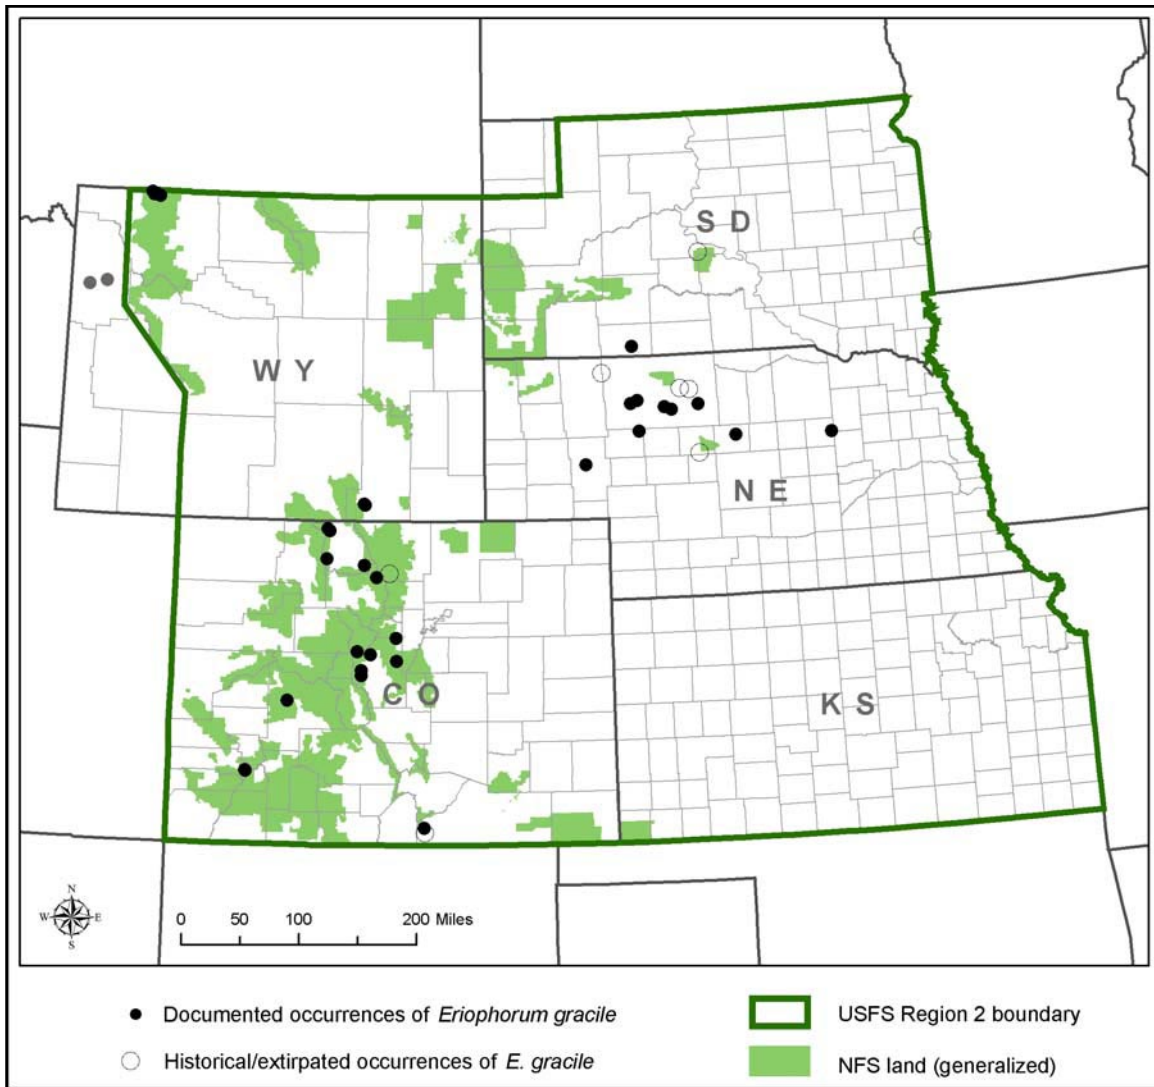 S D
W Y
N E
C O
K S
N
W E
S
0 50 100 200 Miles
Documented occurrences of Eriophorum gracile
USFS Region 2 boundary
Historical/extirpated occurrences of E. gracile
NFS land (generalized)